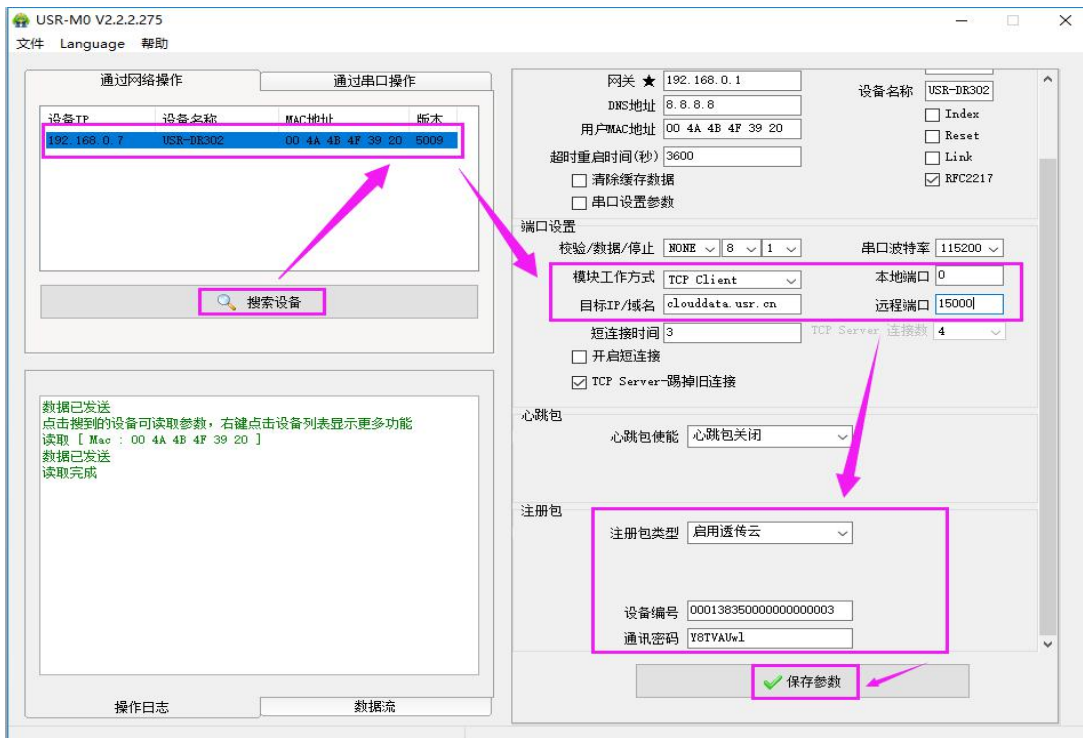 USR-M0 V2.2.2.275
文件 Language 帮助
通过网络操作 通过串口操作
设备IP 设备名称 MAC地址 版本
192.168.0.7 USR-DR302 00 4A 4B 4F 39 20 5009
搜索设备
数据已发送
点击搜到的设备可读取参数，右键点击设备列表显示更多功能
读取 [ Mac : 00 4A 4B 4F 39 20 ]
数据已发送
读取完成
操作日志 数据流
网关 ★ 192.168.0.1
设备名称 USR-DR302
DNS地址 8.8.8.8
Index
用户MAC地址 00 4A 4B 4F 39 20
Reset
超时重启时间(秒) 3600
Link
清除缓存数据
RFC2217
串口设置参数
端口设置
校验/数据/停止 NONE 8 1 串口波特率 115200
模块工作方式 TCP Client 本地端口 0
目标IP/域名 clouddata.usr.cn 远程端口 15000
短连接时间 3 TCP Server 连接数 4
开启短连接
TCP Server-踢掉旧连接
心跳包
心跳包使能 心跳包关闭
注册包
注册包类型 启用透传云
设备编号 00013835000000000003
通讯密码 Y8TVAUwl
保存参数